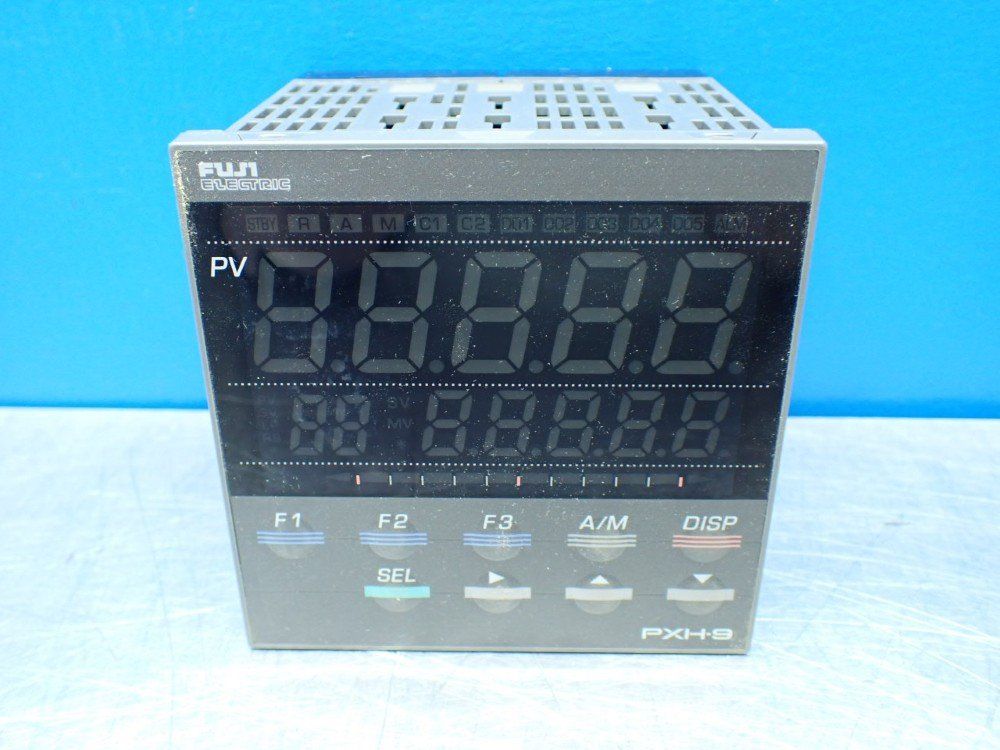 FUJI
ELECTRIC
STBY R A M C1 C2 DO1 DO2 DO3 DO4 DO5 ALM
PV
SV
MV
F1 F2 F3 A/M DISP
SEL
PXH-9